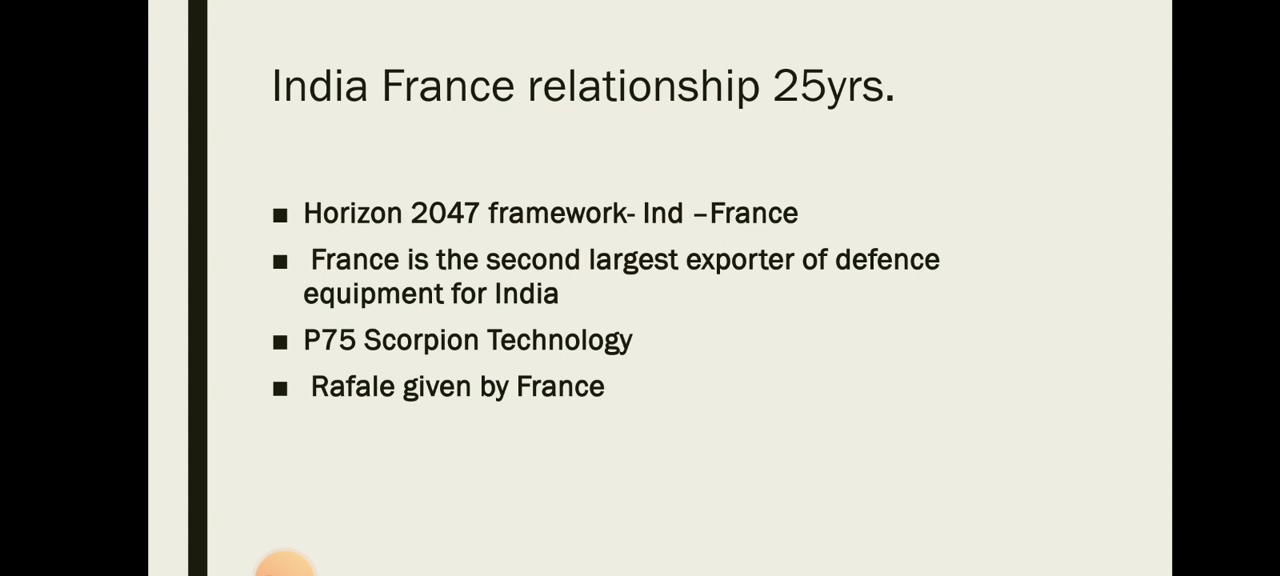 India France relationship 25yrs.
■ Horizon 2047 framework- Ind –France
■ France is the second largest exporter of defence
equipment for India
■ P75 Scorpion Technology
■ Rafale given by France